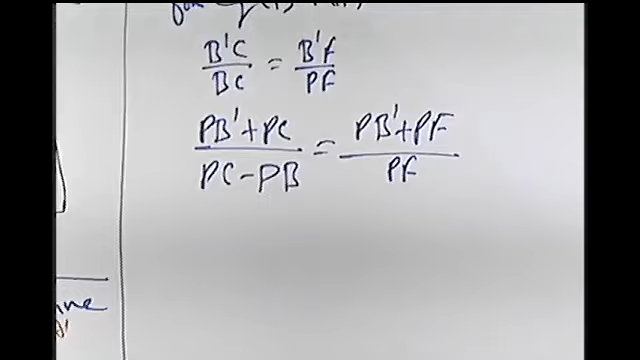 B'C / BC = B'F / PF
PB'+PC / PC-PB = PB'+PF / PF